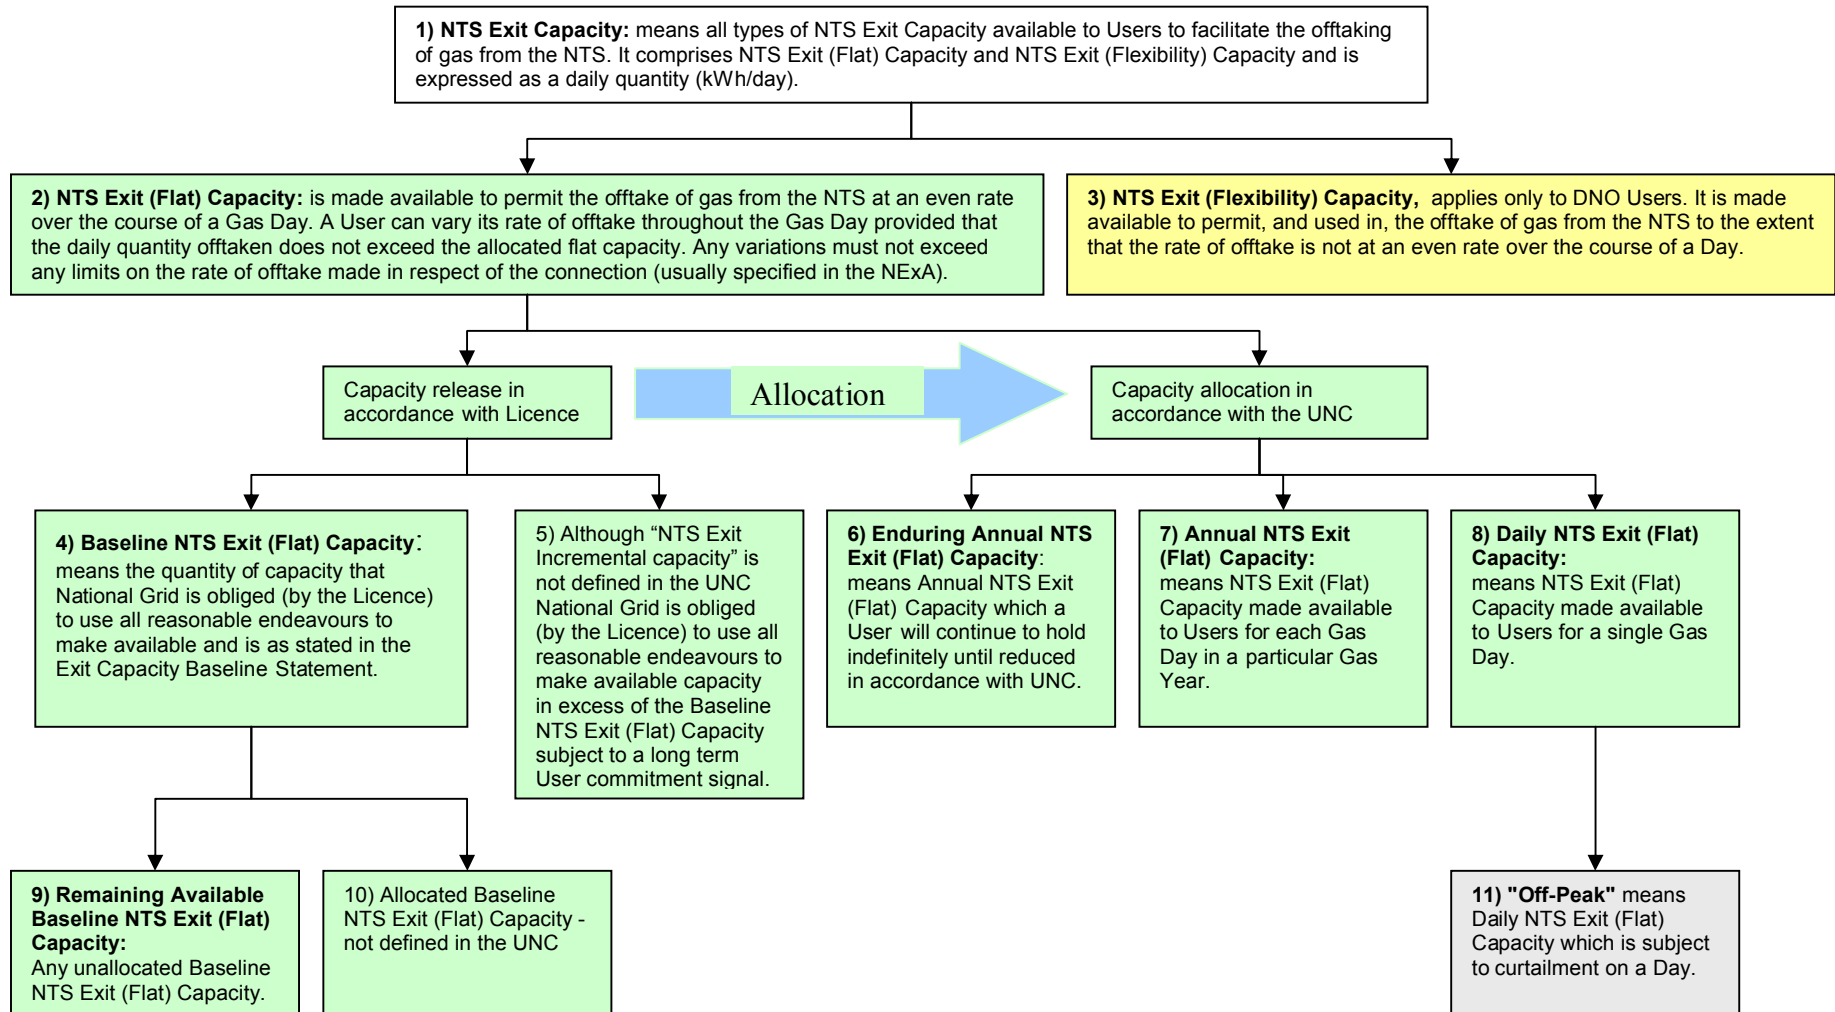 1) NTS Exit Capacity: means all types of NTS Exit Capacity available to Users to facilitate the offtaking
of gas from the NTS. It comprises NTS Exit (Flat) Capacity and NTS Exit (Flexibility) Capacity and is
expressed as a daily quantity (kWh/day).
2) NTS Exit (Flat) Capacity: is made available to permit the offtake of gas from the NTS at an even rate
over the course of a Gas Day. A User can vary its rate of offtake throughout the Gas Day provided that
the daily quantity offtaken does not exceed the allocated flat capacity. Any variations must not exceed
any limits on the rate of offtake made in respect of the connection (usually specified in the NExA).
3) NTS Exit (Flexibility) Capacity, applies only to DNO Users. It is made
available to permit, and used in, the offtake of gas from the NTS to the extent
that the rate of offtake is not at an even rate over the course of a Day.
Capacity release in
accordance with Licence
Allocation
Capacity allocation in
accordance with the UNC
4) Baseline NTS Exit (Flat) Capacity:
means the quantity of capacity that
National Grid is obliged (by the Licence)
to use all reasonable endeavours to
make available and is as stated in the
Exit Capacity Baseline Statement.
5) Although “NTS Exit
Incremental capacity” is
not defined in the UNC
National Grid is obliged
(by the Licence) to use all
reasonable endeavours to
make available capacity
in excess of the Baseline
NTS Exit (Flat) Capacity
subject to a long term
User commitment signal.
6) Enduring Annual NTS
Exit (Flat) Capacity:
means Annual NTS Exit
(Flat) Capacity which a
User will continue to hold
indefinitely until reduced
in accordance with UNC.
7) Annual NTS Exit
(Flat) Capacity:
means NTS Exit (Flat)
Capacity made available
to Users for each Gas
Day in a particular Gas
Year.
8) Daily NTS Exit (Flat)
Capacity:
means NTS Exit (Flat)
Capacity made available
to Users for a single Gas
Day.
9) Remaining Available
Baseline NTS Exit (Flat)
Capacity:
Any unallocated Baseline
NTS Exit (Flat) Capacity.
10) Allocated Baseline
NTS Exit (Flat) Capacity -
not defined in the UNC
11) "Off-Peak" means
Daily NTS Exit (Flat)
Capacity which is subject
to curtailment on a Day.